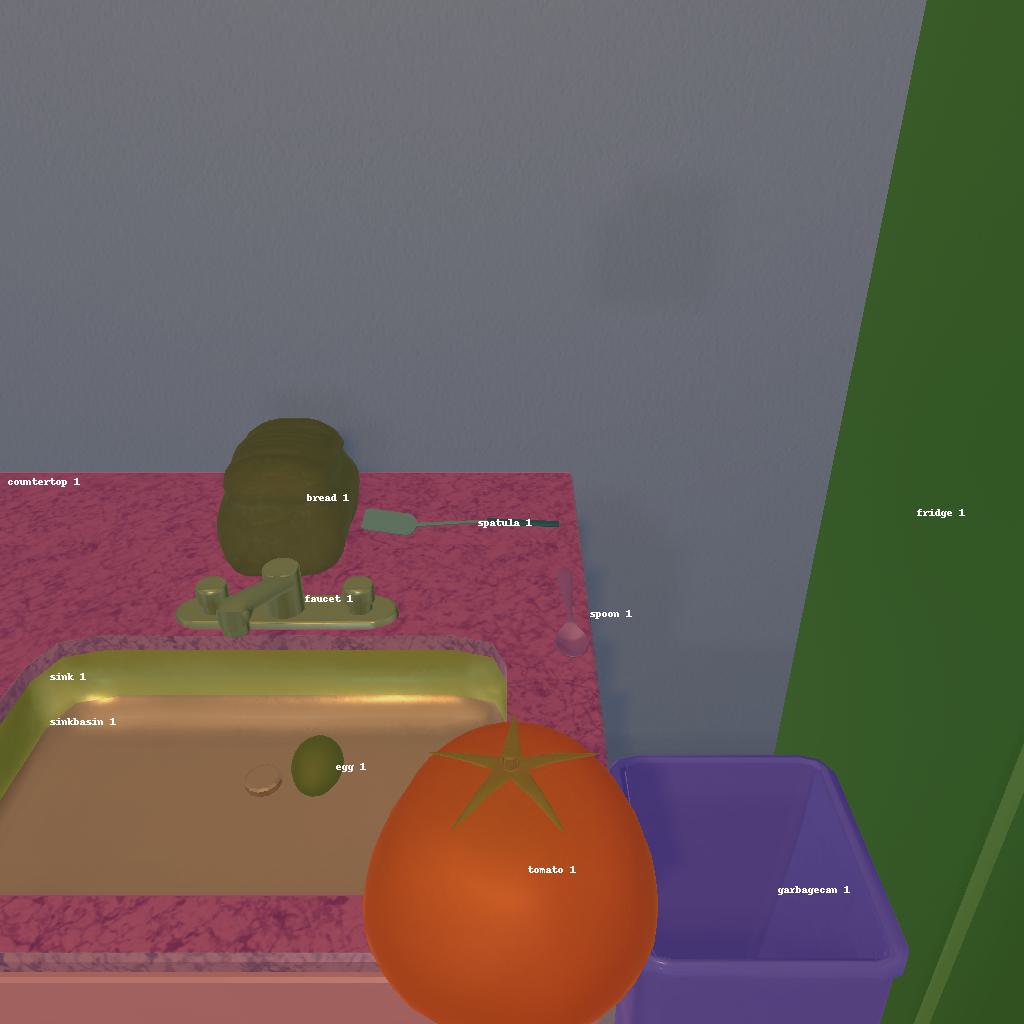 countertop 1
bread 1
fridge 1
spatula 1
faucet 1
spoon 1
sink 1
sinkbasin 1
egg 1
tomato 1
garbagecan 1